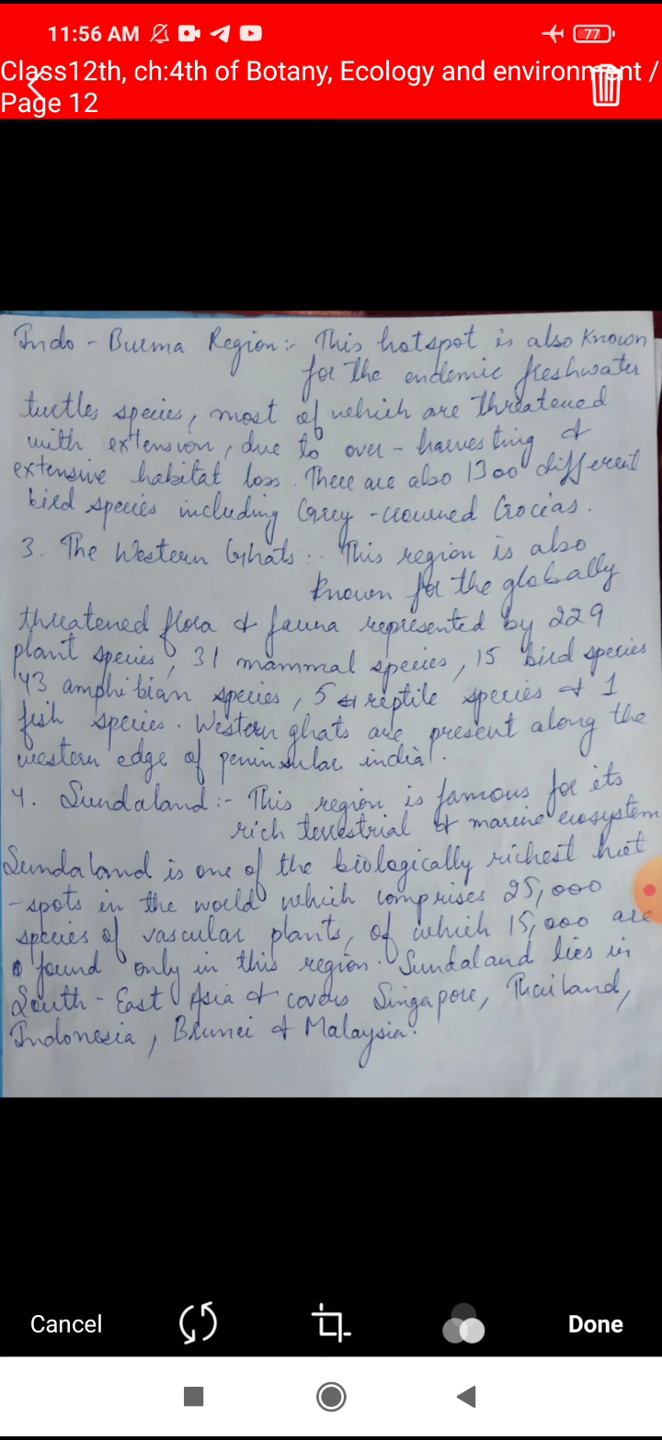 11:56 AM
77
Class12th, ch:4th of Botany, Ecology and environment /
Page 12
Indo - Burma Region:- This hotspot is also Known
for the endemic freshwater
turtles species, most of which are threatened
with extension, due to over - harvesting &
extensive habitat loss. There are also 1300 different
bird species including Grey - crowned Crocias.
3. The Western Ghats:- This region is also
known for the globally
threatened flora & fauna represented by 229
plant species, 31 mammal species, 15 bird species
43 amphibian species, 5 reptile species & 1
fish species. Western ghats are present along the
western edge of peninsular india.
4. Sundaland:- This region is famous for its
rich terrestrial & marine ecosystem
Sundaland is one of the biologically richest hot
-spots in the world which comprises 25,000
species of vascular plants, of which 15,000 are
found only in this region. Sundaland lies in
South - East Asia & covers Singapore, Thailand,
Indonesia, Brunei & Malaysia.
Cancel
Done